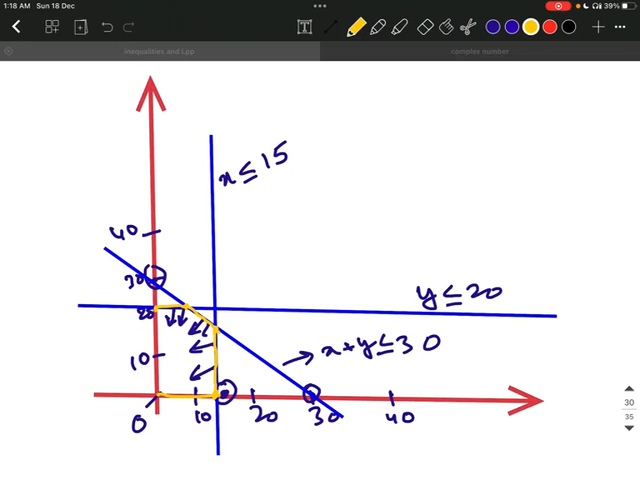 1:18 AM Sun 18 Dec
39%
inequalities and Lpp
complex number
x ≤ 15
40
30
y ≤ 20
20
x + y ≤ 30
10
0
10
20
30
40
30
35